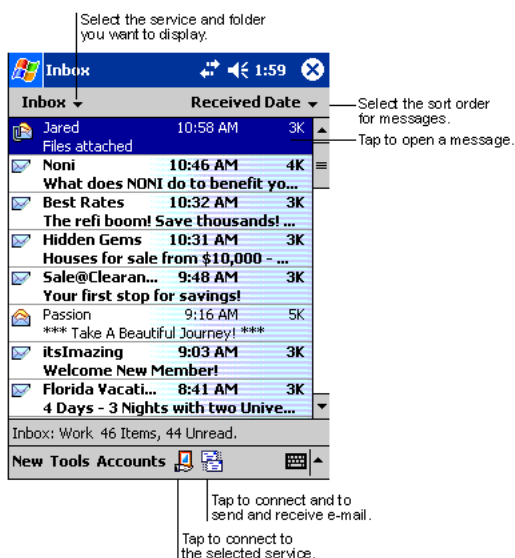 Select the service and folder
you want to display.
Inbox 1:59
Inbox Received Date
Select the sort order
for messages.
Jared 10:58 AM 3K
Tap to open a message.
Files attached
Noni 10:46 AM 4K
What does NONI do to benefit yo...
Best Rates 10:32 AM 3K
The refi boom! Save thousands! ...
Hidden Gems 10:31 AM 3K
Houses for sale from $10,000 - ...
Sale@Clearan... 9:48 AM 3K
Your first stop for savings!
Passion 9:16 AM 5K
*** Take A Beautiful Journey! ***
itsImazing 9:03 AM 3K
Welcome New Member!
Florida Vacati... 8:41 AM 3K
4 Days - 3 Nights with two Unive...
Inbox: Work 46 Items, 44 Unread.
New Tools Accounts
Tap to connect and to
send and receive e-mail.
Tap to connect to
the selected service.